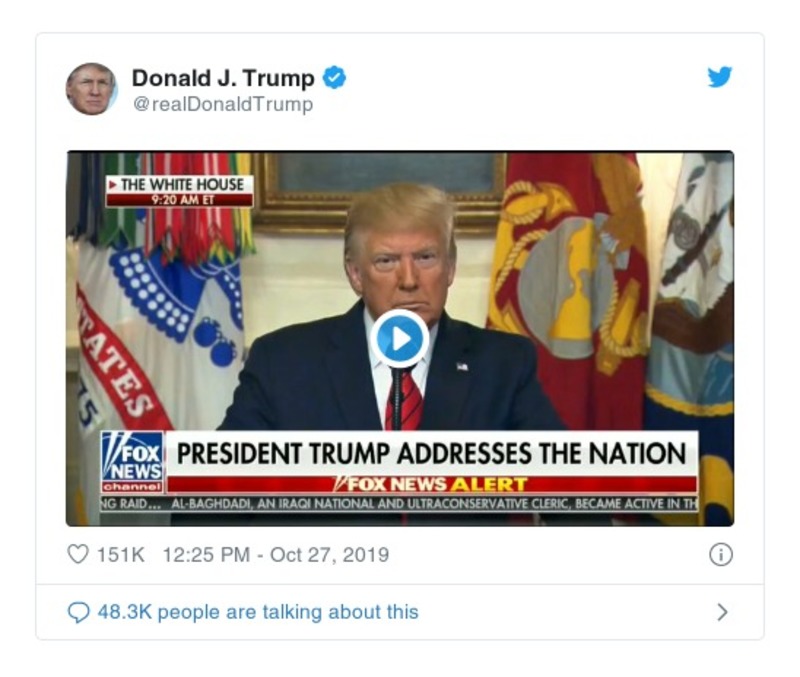 Donald J. Trump
@realDonaldTrump
THE WHITE HOUSE
9:20 AM ET
TATES
FOX
NEWS
channel
PRESIDENT TRUMP ADDRESSES THE NATION
FOX NEWS ALERT
NG RAID... AL-BAGHDADI, AN IRAQI NATIONAL AND ULTRACONSERVATIVE CLERIC, BECAME ACTIVE IN TH
151K 12:25 PM - Oct 27, 2019
48.3K people are talking about this